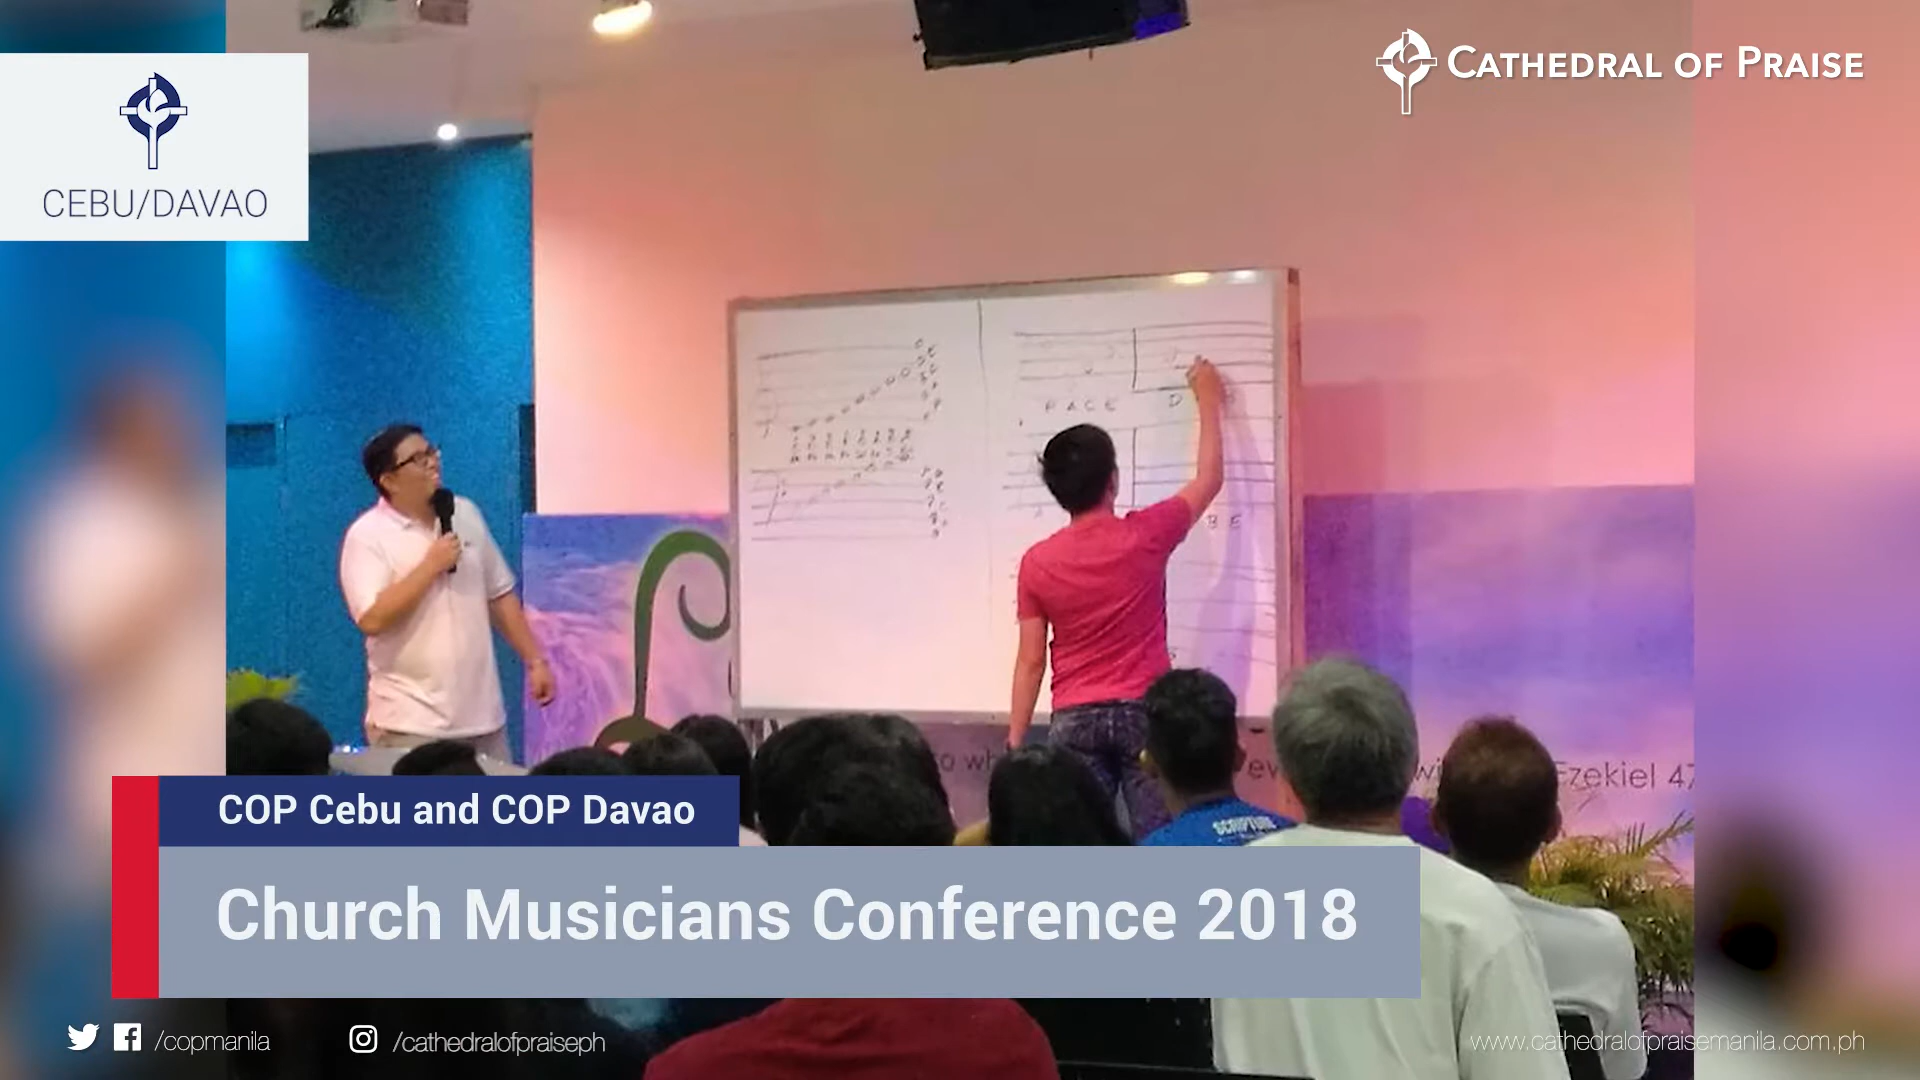 CATHEDRAL OF PRAISE
CEBU/DAVAO
F A C E
D
B E
Ezekiel 47
SCRIPTURE
COP Cebu and COP Davao
Church Musicians Conference 2018
/copmanila
/cathedralofpraiseph
www.cathedralofpraisemanila.com.ph